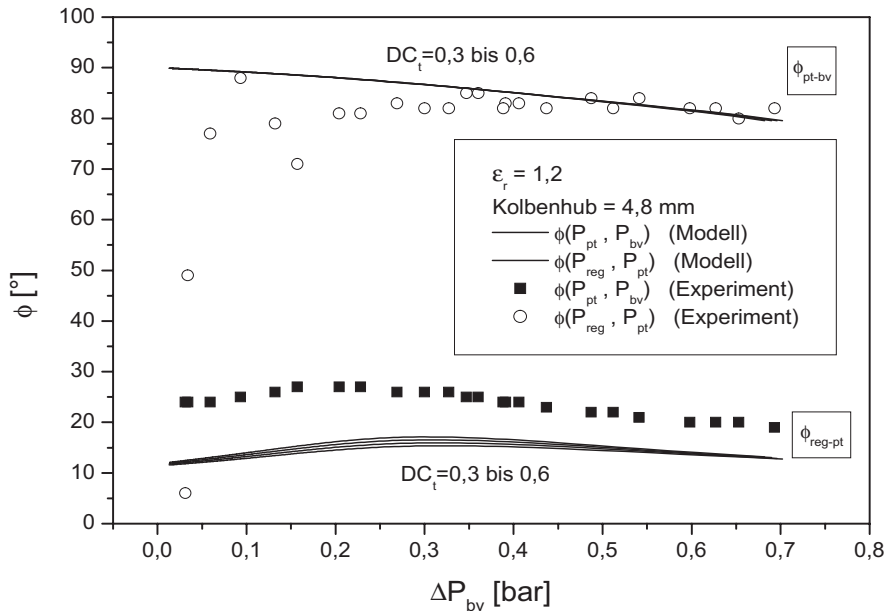 DC_t=0,3 bis 0,6
ϕ_pt-bv
ε_r = 1,2
Kolbenhub = 4,8 mm
ϕ(P_pt , P_bv) (Modell)
ϕ(P_reg , P_pt) (Modell)
ϕ(P_pt , P_bv) (Experiment)
ϕ(P_reg , P_pt) (Experiment)
ϕ_reg-pt
DC_t=0,3 bis 0,6
ϕ [°]
100
90
80
70
60
50
40
30
20
10
0
0,0 0,1 0,2 0,3 0,4 0,5 0,6 0,7 0,8
ΔP_bv [bar]